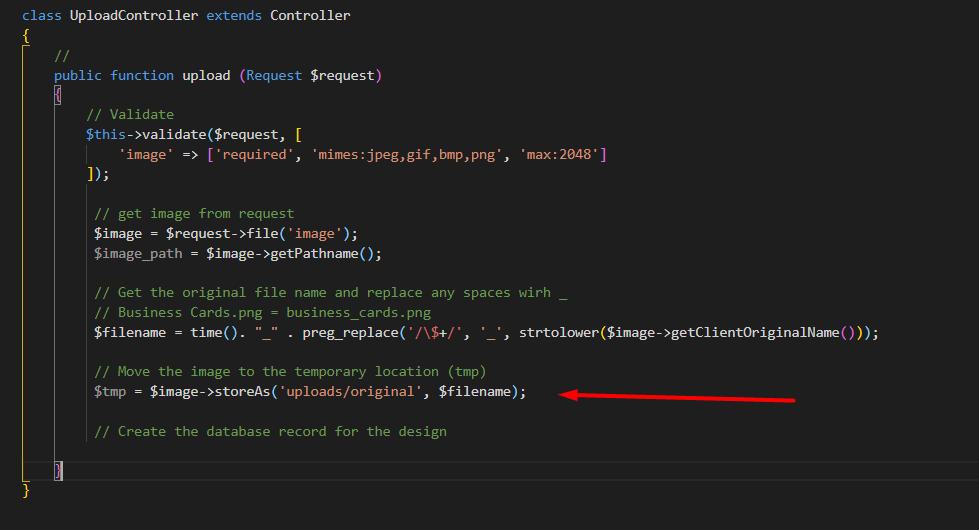 class UploadController extends Controller
{
    //
    public function upload (Request $request)
    {
        // Validate
        $this->validate($request, [
            'image' => ['required', 'mimes:jpeg,gif,bmp,png', 'max:2048']
        ]);

         // get image from request
         $image = $request->file('image');
         $image_path = $image->getPathname();

         // Get the original file name and replace any spaces wirh _
         // Business Cards.png = business_cards.png
         $filename = time(). "_" . preg_replace('/\$+/', '_', strtolower($image->getClientOriginalName()));

         // Move the image to the temporary location (tmp)
         $tmp = $image->storeAs('uploads/original', $filename);

         // Create the database record for the design

    }
}